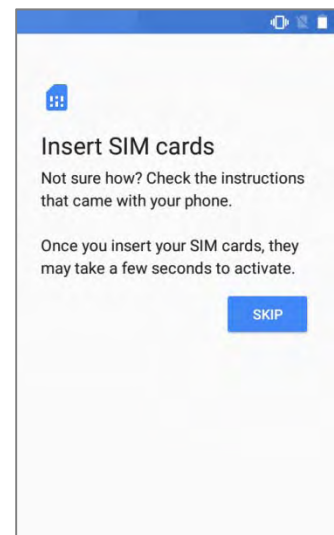 Insert SIM cards
Not sure how? Check the instructions
that came with your phone.
Once you insert your SIM cards, they
may take a few seconds to activate.
SKIP